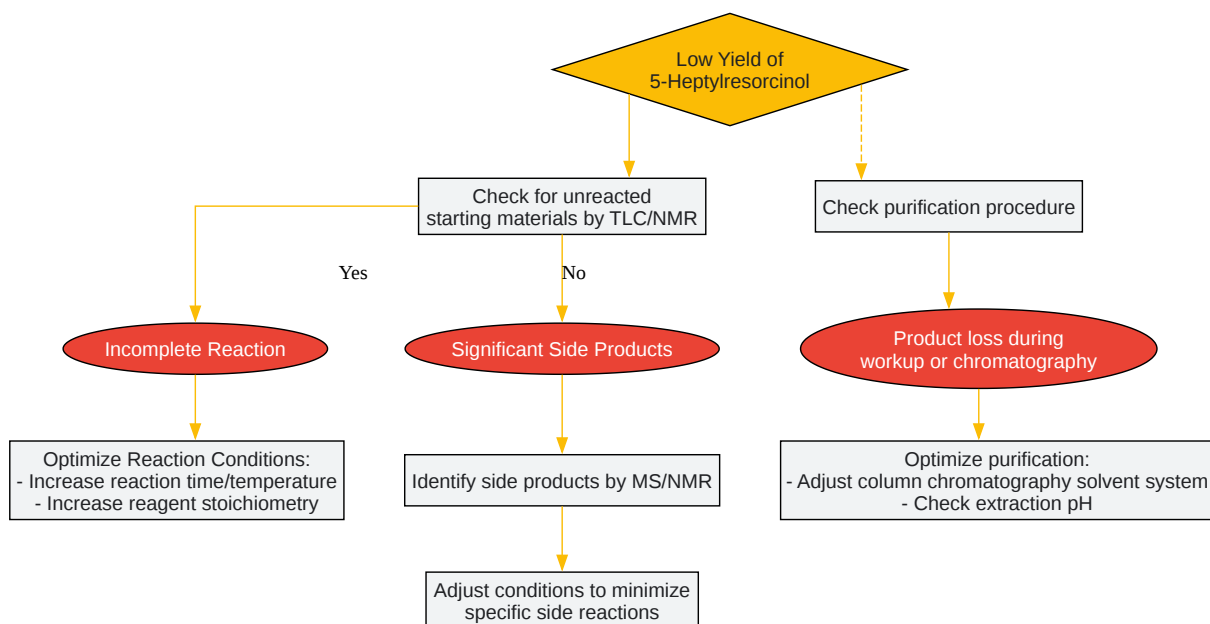 Low Yield of
5-Heptylresorcinol
Check for unreacted
starting materials by TLC/NMR
Check purification procedure
Yes
No
Incomplete Reaction
Significant Side Products
Product loss during
workup or chromatography
Optimize Reaction Conditions:
- Increase reaction time/temperature
- Increase reagent stoichiometry
Identify side products by MS/NMR
Optimize purification:
- Adjust column chromatography solvent system
- Check extraction pH
Adjust conditions to minimize
specific side reactions